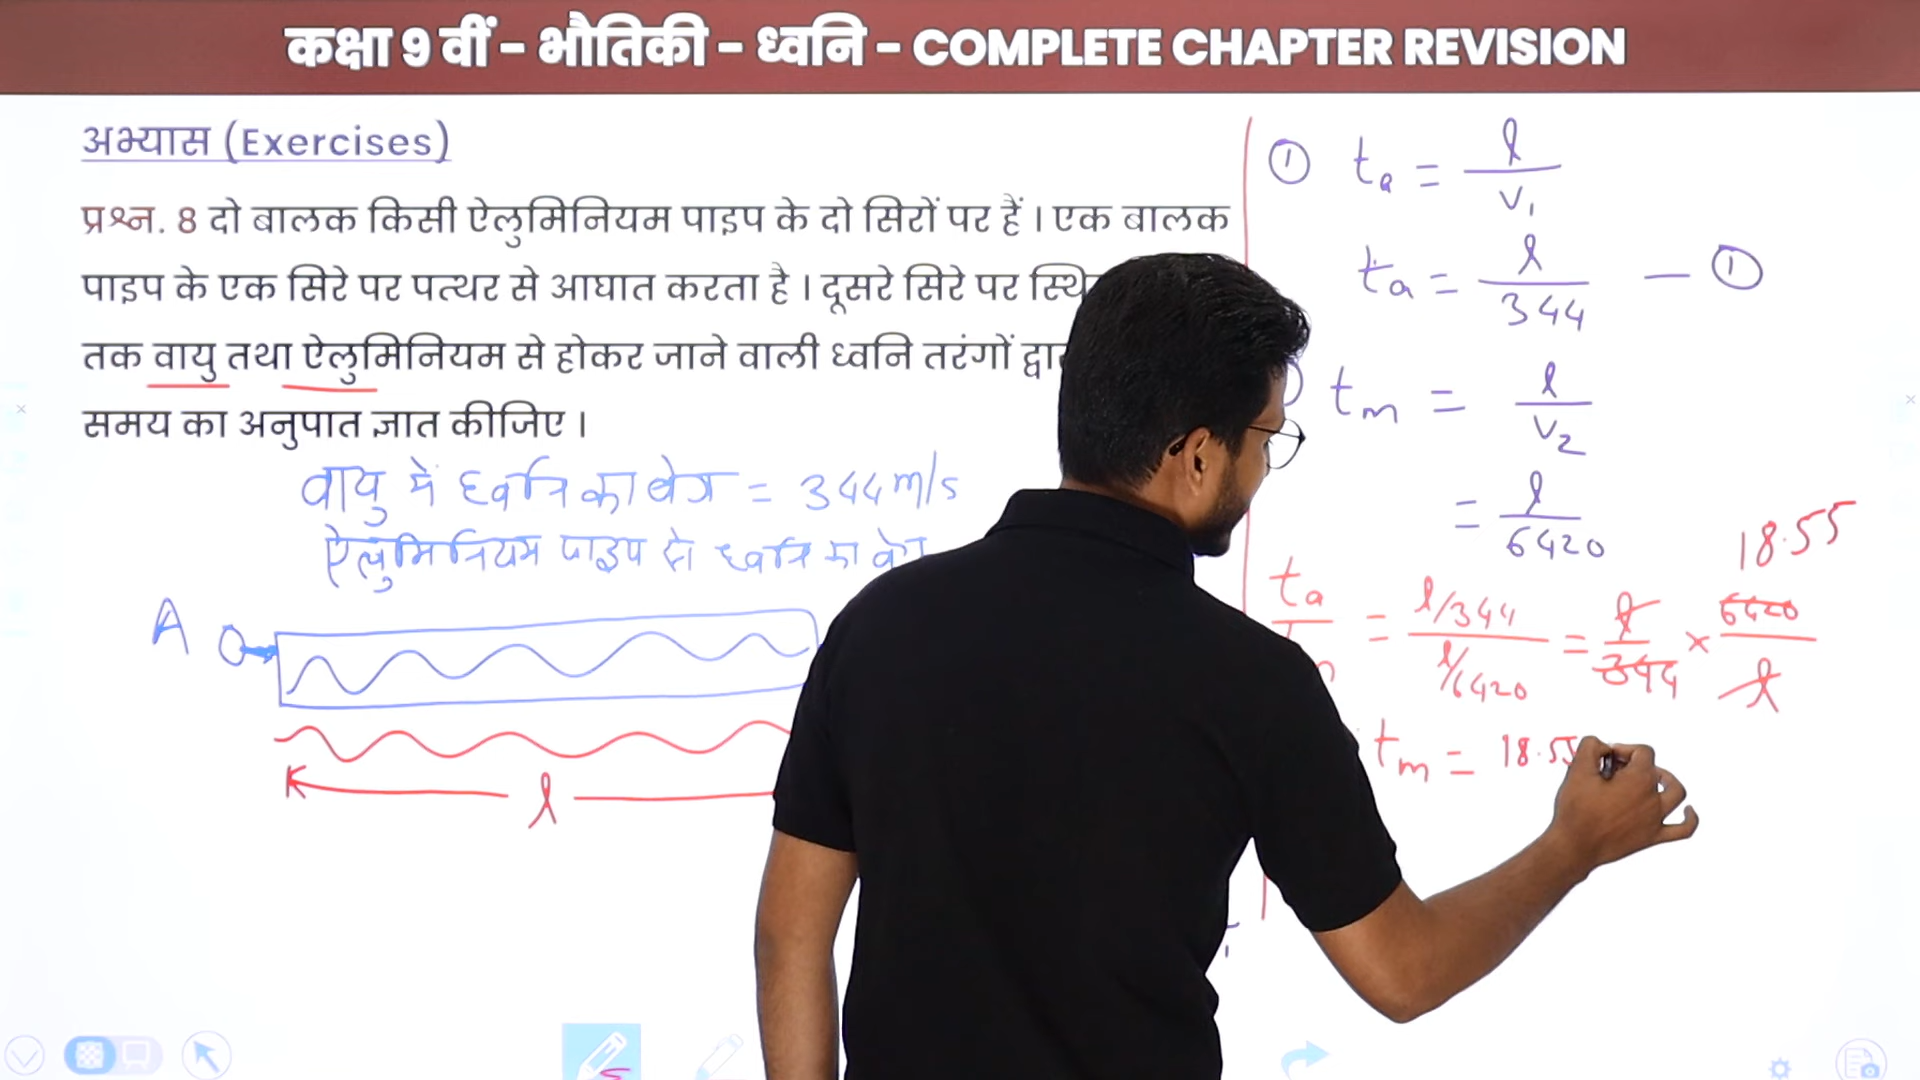 कक्षा 9 वीं - भौतिकी - ध्वनि - COMPLETE CHAPTER REVISION
अभ्यास (Exercises)
प्रश्न. 8 दो बालक किसी ऐलुमिनियम पाइप के दो सिरों पर हैं । एक बालक
पाइप के एक सिरे पर पत्थर से आघात करता है । दूसरे सिरे पर
तक वायु तथा ऐलुमिनियम से होकर जाने वाली ध्वनि तरंगों
समय का अनुपात ज्ञात कीजिए ।
वायु में ध्वनि का वेग = 344 m/s
ऐलुमिनियम पाइप में ध्वनि का
A
l
① ta = l / v1
ta = l / 344 — ①
tm = l / v2
= l / 6420
18.55
ta = l/344 / l/6420 = l / 344 × 6420 / l
tm = 18.55